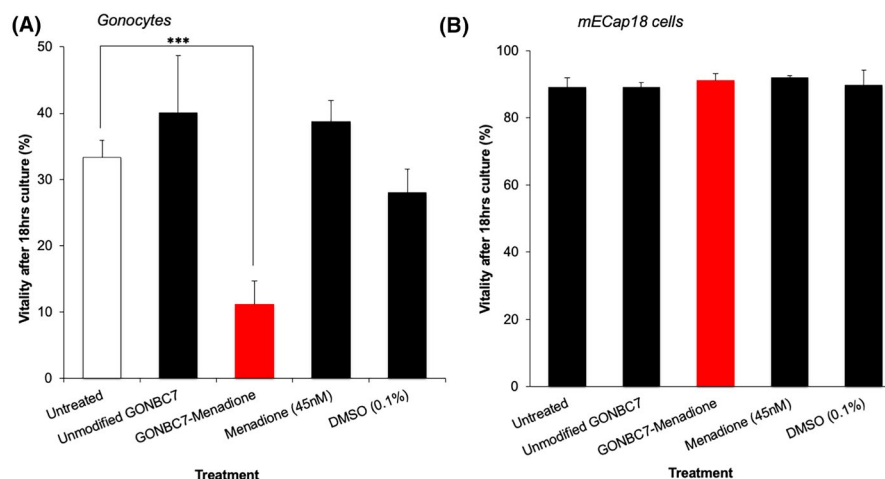 (A)
Gonocytes
***
50
40
30
20
10
0
Vitality after 18hrs culture (%)
Untreated
Unmodified GONBC7
GONBC7-Menadione
Menadione (45nM)
DMSO (0.1%)
Treatment
(B)
mECap18 cells
100
80
60
40
20
0
Vitality after 18hrs culture (%)
Untreated
Unmodified GONBC7
GONBC7-Menadione
Menadione (45nM)
DMSO (0.1%)
Treatment